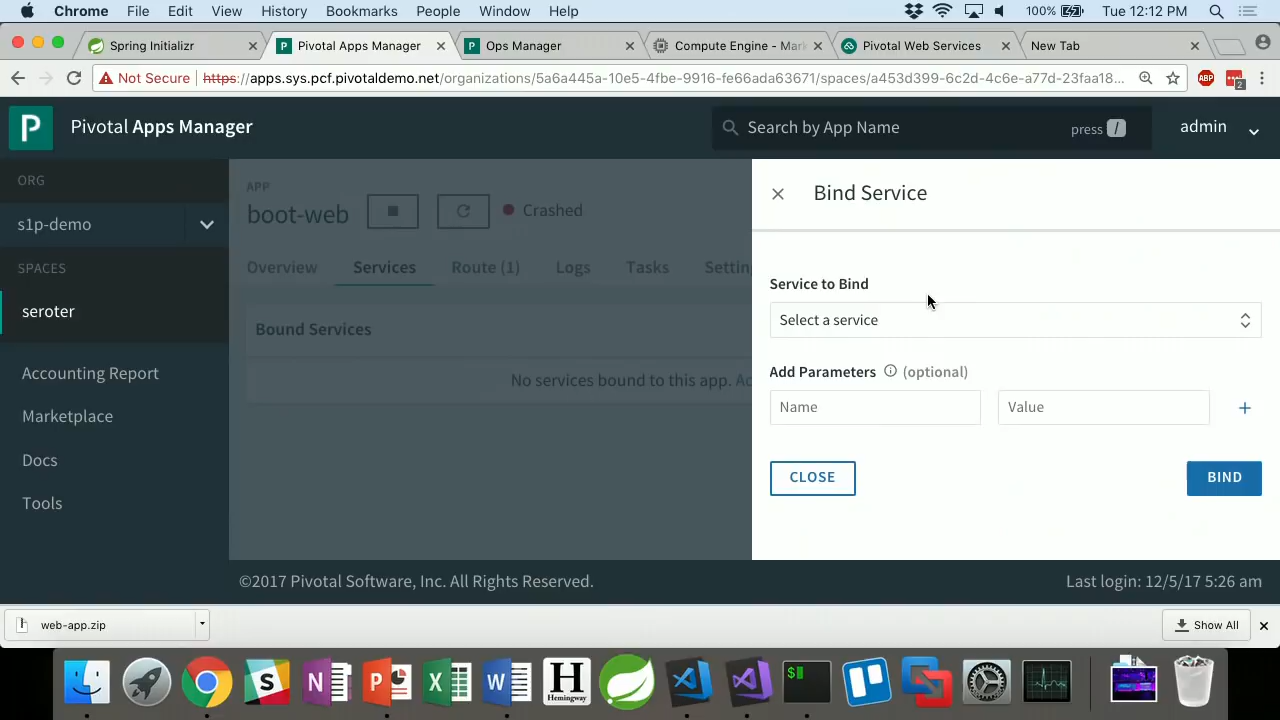 Chrome File Edit View History Bookmarks People Window Help 100% Tue 12:12 PM
Spring Initializr Pivotal Apps Manager Ops Manager Compute Engine - Mar Pivotal Web Services New Tab
Not Secure https://apps.sys.pcf.pivotaldemo.net/organizations/5a6a445a-10e5-4fbe-9916-fe69ada63671/spaces/a453d399-6c2d-4c6e-a77d-23faa18... ABP 2
P Pivotal Apps Manager Search by App Name press / admin
ORG
s1p-demo
SPACES
seroter
Accounting Report
Marketplace
Docs
Tools
APP
boot-web Crashed
Overview Services Route (1) Logs Tasks Settin
Bound Services
No services bound to this app. Ad
Bind Service
Service to Bind
Select a service
Add Parameters (optional)
Name Value +
CLOSE BIND
©2017 Pivotal Software, Inc. All Rights Reserved. Last login: 12/5/17 5:26 am
web-app.zip Show All
S N P X W H $
Hemingway